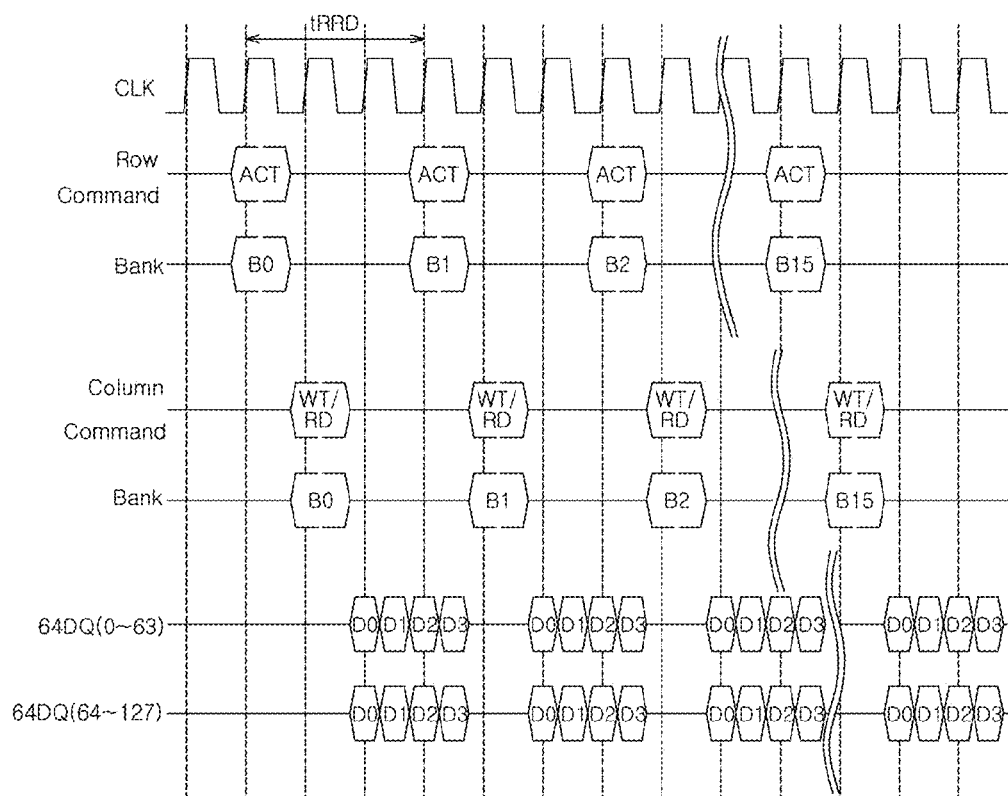 tRRD
CLK
Row
Command
ACT ACT ACT ACT
Bank
B0 B1 B2 B15
Column
Command
WT/
RD
WT/
RD
WT/
RD
WT/
RD
Bank
B0 B1 B2 B15
64DQ(0~63)
D0 D1 D2 D3 D0 D1 D2 D3 D0 D1 D2 D3 D0 D1 D2 D3
64DQ(64~127)
D0 D1 D2 D3 D0 D1 D2 D3 D0 D1 D2 D3 D0 D1 D2 D3